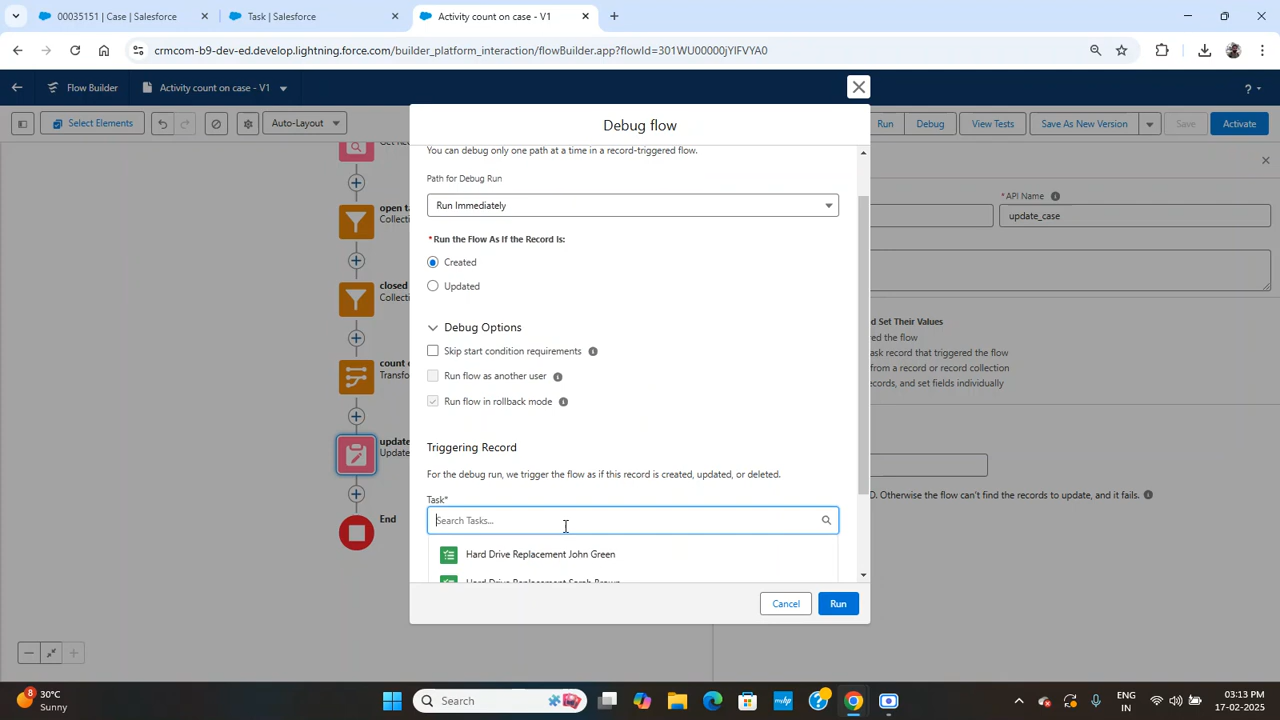 00035151 | Case | Salesforce
Task | Salesforce
Activity count on case - V1
crmcom-b9-dev-ed.develop.lightning.force.com/builder_platform_interaction/flowBuilder.app?flowId=301WU00000jYIFVYA0
Flow Builder
Activity count on case - V1
?
Select Elements
Auto-Layout
Run
Debug
View Tests
Save As New Version
Save
Activate
Debug flow
You can debug only one path at a time in a record-triggered flow.
Path for Debug Run
Run Immediately
*Run the Flow As If the Record Is:
Created
Updated
Debug Options
Skip start condition requirements
Run flow as another user
Run flow in rollback mode
Triggering Record
For the debug run, we trigger the flow as if this record is created, updated, or deleted.
Task*
Search Tasks...
Hard Drive Replacement John Green
Hard Drive Replacement Sarah Brown
Cancel
Run
open t
Collect
closed
Collect
count o
Transfo
update
Update
End
*API Name
update_case
d Set Their Values
ed the flow
ask record that triggered the flow
from a record or record collection
ecords, and set fields individually
D. Otherwise the flow can't find the records to update, and it fails.
8
30°C
Sunny
Search
mstp
ENG
IN
03:13 PM
17-02-2025